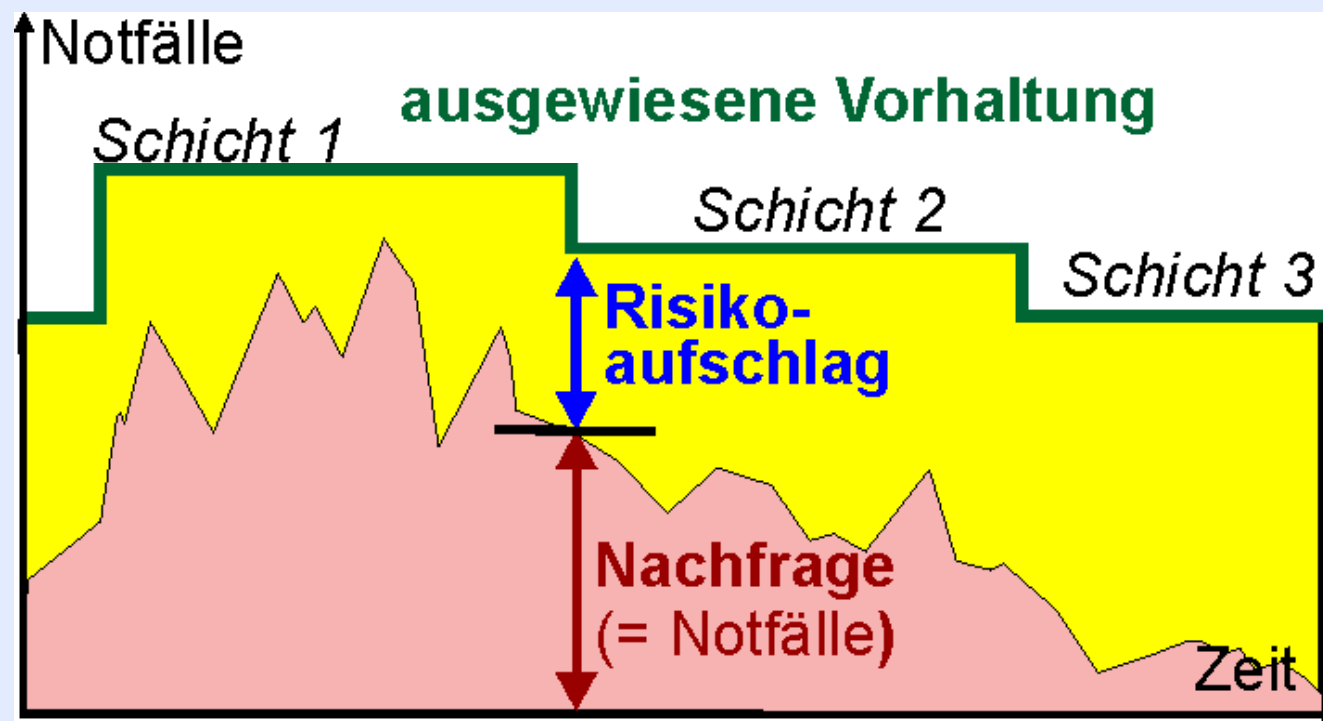 Notfälle
ausgewiesene Vorhaltung
Schicht 1
Schicht 2
Schicht 3
Risiko-
aufschlag
Nachfrage
(= Notfälle)
Zeit